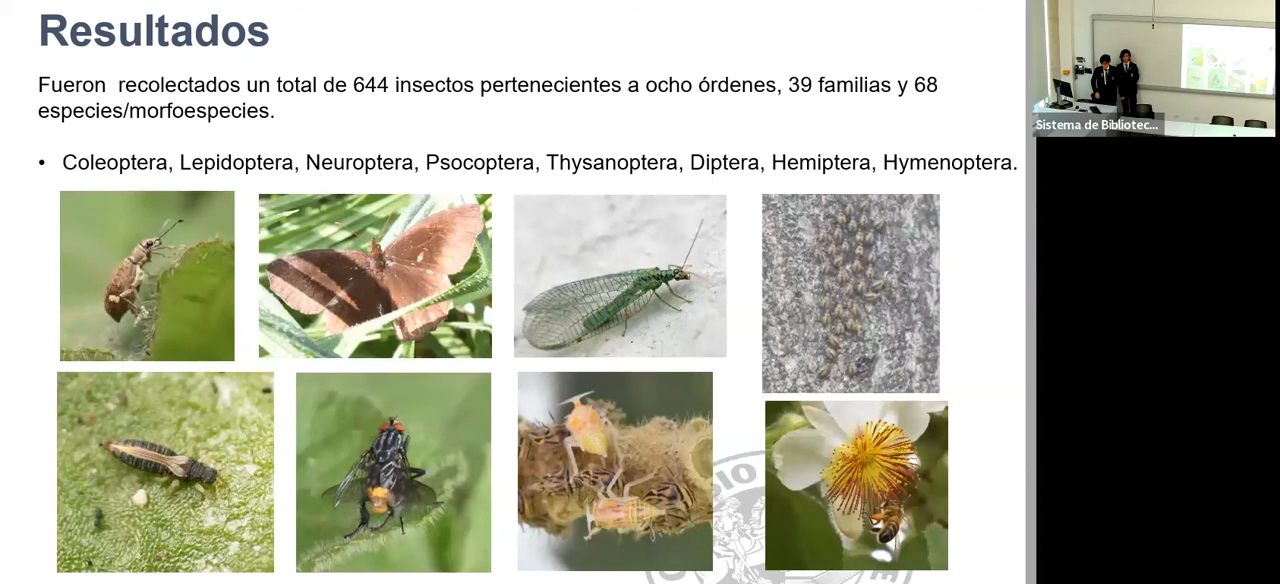 Resultados
Fueron  recolectados un total de 644 insectos pertenecientes a ocho órdenes, 39 familias y 68
especies/morfoespecies.
• Coleoptera, Lepidoptera, Neuroptera, Psocoptera, Thysanoptera, Diptera, Hemiptera, Hymenoptera.
Sistema de Bibliotec...